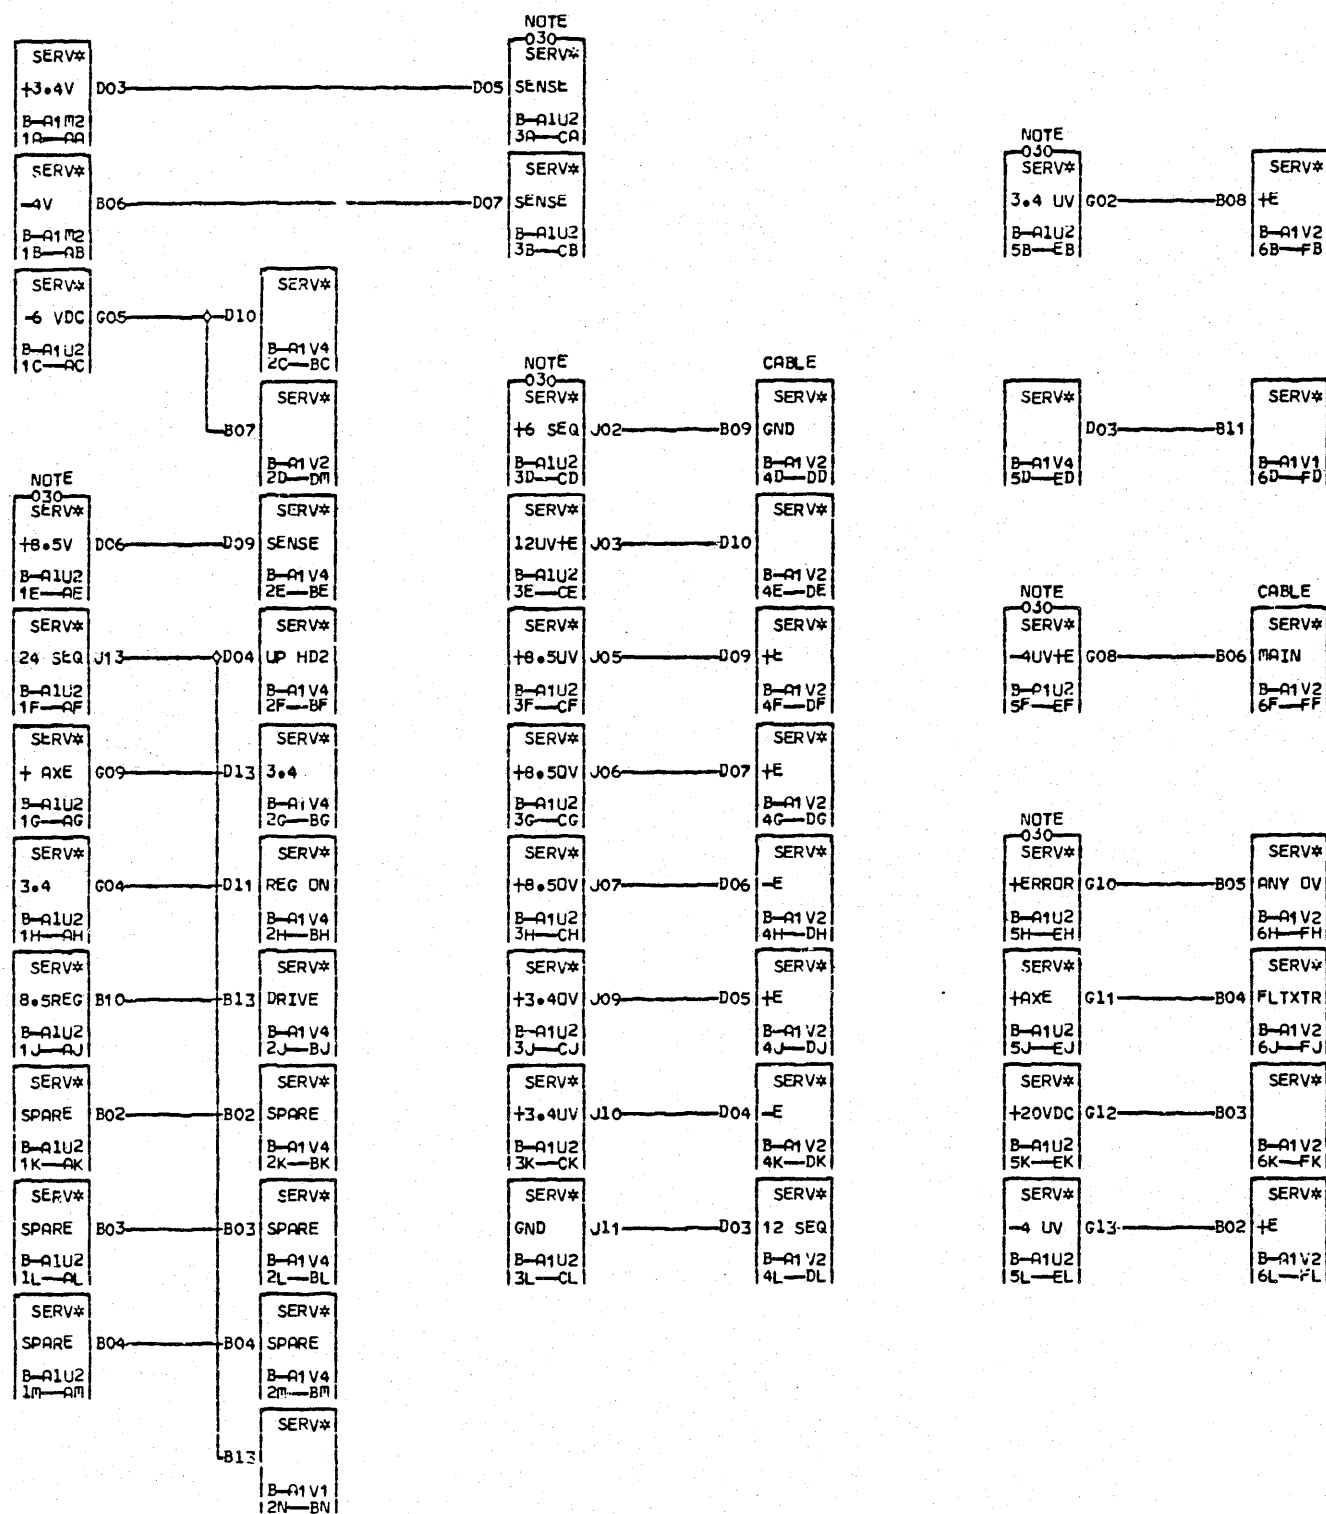 NOTE
030
SERV*
+3.4V D03
B-A1M2
1A-AA
SERV*
D05 SENSE
B-A1U2
3A-CA
SERV*
-4V B06
B-A1M2
1B-AB
SERV*
D07 SENSE
B-A1U2
3B-CB
NOTE
030
SERV*
3.4 UV G02
B-A1U2
5B-EB
SERV*
B08 +E
B-A1V2
6B-FB
SERV*
-6 VDC G05
B-A1U2
1C-AC
SERV*
D10
B-A1V4
2C-BC
SERV*
B07
B-A1V2
2D-DM
NOTE
030
SERV*
+6 SEQ J02
B-A1U2
3D-CD
CABLE
SERV*
B09 GND
B-A1V2
4D-DD
SERV*
D03
B-A1V4
5D-ED
SERV*
B11
B-A1V1
6D-FD
NOTE
030
SERV*
+8.5V D06
B-A1U2
1E-AE
SERV*
D09 SENSE
B-A1V4
2E-BE
SERV*
12UV+E J03
B-A1U2
3E-CE
SERV*
D10
B-A1V2
4E-DE
SERV*
24 SEQ J13
B-A1U2
1F-AF
SERV*
D04 UP HD2
B-A1V4
2F-BF
SERV*
+8.5UV J05
B-A1U2
3F-CF
SERV*
D09 +E
B-A1V2
4F-DF
NOTE
030
SERV*
-4UV+E G08
B-A1U2
5F-EF
CABLE
SERV*
B06 MAIN
B-A1V2
6F-FF
SERV*
+ AXE G09
B-A1U2
1G-AG
SERV*
D13 3.4
B-A1V4
2G-BG
SERV*
+8.5OV J06
B-A1U2
3G-CG
SERV*
D07 +E
B-A1V2
4G-DG
SERV*
3.4 G04
B-A1U2
1H-AH
SERV*
D11 REG ON
B-A1V4
2H-BH
SERV*
+8.5OV J07
B-A1U2
3H-CH
SERV*
D06 -E
B-A1V2
4H-DH
NOTE
030
SERV*
+ERROR G10
B-A1U2
5H-EH
SERV*
B05 ANY OV
B-A1V2
6H-FH
SERV*
8.5REG B10
B-A1U2
1J-AJ
SERV*
B13 DRIVE
B-A1V4
2J-BJ
SERV*
+3.4OV J09
B-A1U2
3J-CJ
SERV*
D05 +E
B-A1V2
4J-DJ
SERV*
+AXE G11
B-A1U2
5J-EJ
SERV*
B04 FLTXTR
B-A1V2
6J-FJ
SERV*
SPARE B02
B-A1U2
1K-AK
SERV*
B02 SPARE
B-A1V4
2K-BK
SERV*
+3.4UV J10
B-A1U2
3K-CK
SERV*
D04 -E
B-A1V2
4K-DK
SERV*
+20VDC G12
B-A1U2
5K-EK
SERV*
B03
B-A1V2
6K-FK
SERV*
SPARE B03
B-A1U2
1L-AL
SERV*
B03 SPARE
B-A1V4
2L-BL
SERV*
GND J11
B-A1U2
3L-CL
SERV*
D03 12 SEQ
B-A1V2
4L-DL
SERV*
-4 UV G13
B-A1U2
5L-EL
SERV*
B02 +E
B-A1V2
6L-FL
SERV*
SPARE B04
B-A1U2
1M-AM
SERV*
B04 SPARE
B-A1V4
2M-BM
SERV*
B13
B-A1V1
2N-BN